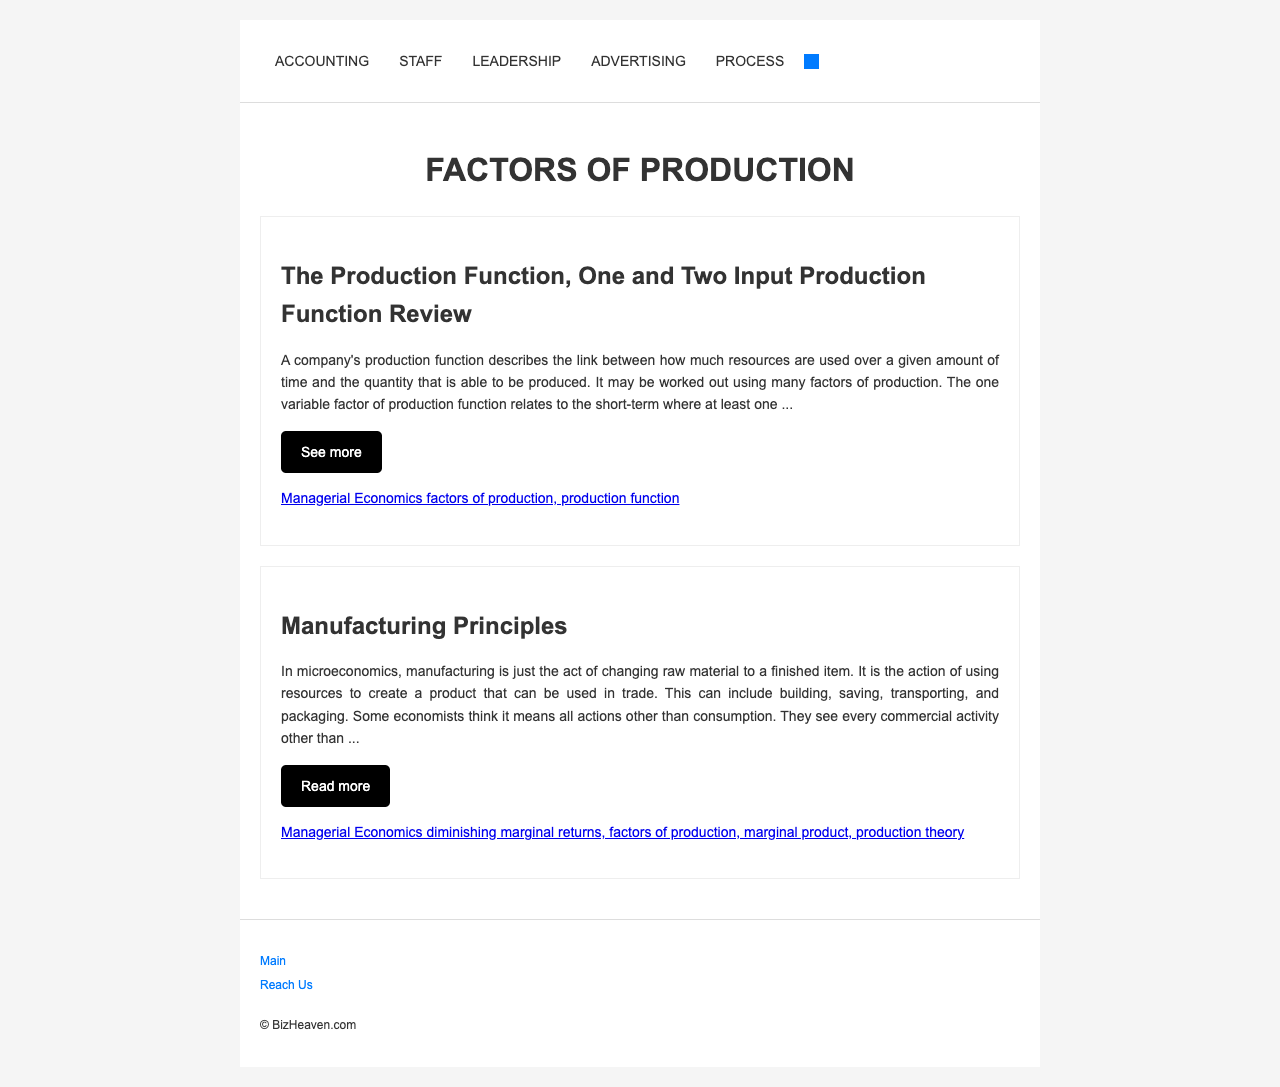 ACCOUNTING STAFF LEADERSHIP ADVERTISING PROCESS
FACTORS OF PRODUCTION
The Production Function, One and Two Input Production
Function Review
A company's production function describes the link between how much resources are used over a given amount of
time and the quantity that is able to be produced. It may be worked out using many factors of production. The one
variable factor of production function relates to the short-term where at least one ...
See more
Managerial Economics factors of production, production function
Manufacturing Principles
In microeconomics, manufacturing is just the act of changing raw material to a finished item. It is the action of using
resources to create a product that can be used in trade. This can include building, saving, transporting, and
packaging. Some economists think it means all actions other than consumption. They see every commercial activity
other than ...
Read more
Managerial Economics diminishing marginal returns, factors of production, marginal product, production theory
Main
Reach Us
© BizHeaven.com